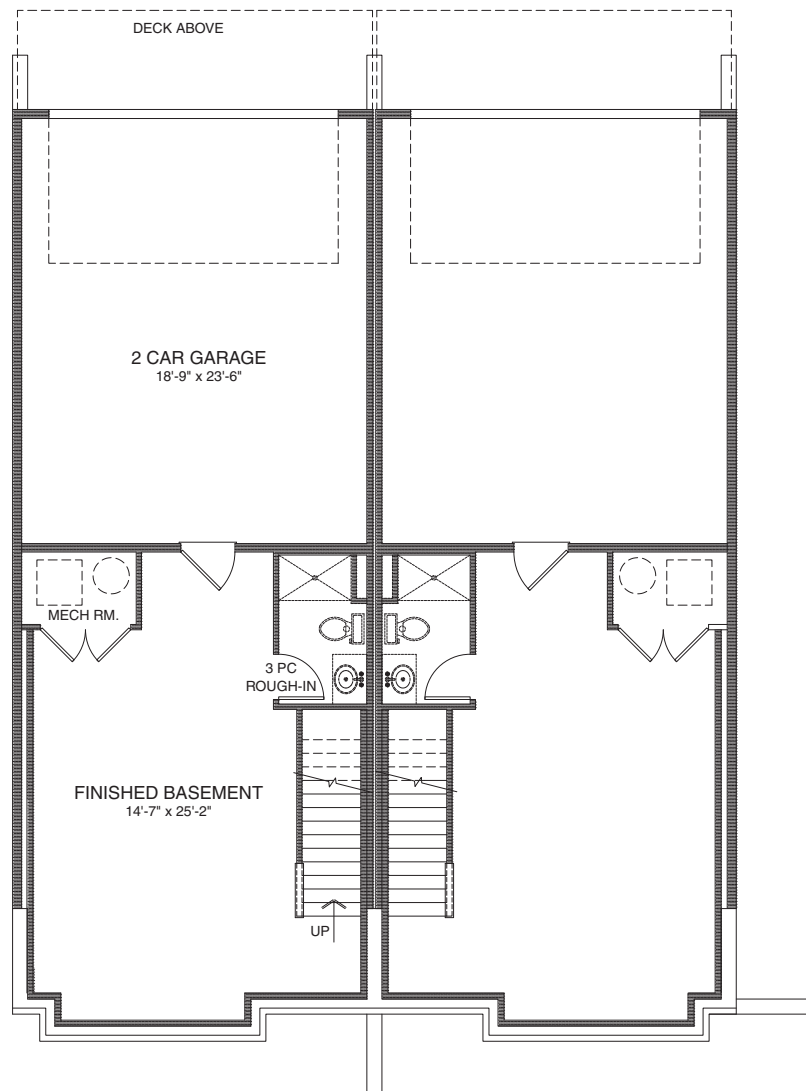 DECK ABOVE
2 CAR GARAGE
18'-9" x 23'-6"
MECH RM.
3 PC
ROUGH-IN
FINISHED BASEMENT
14'-7" x 25'-2"
UP